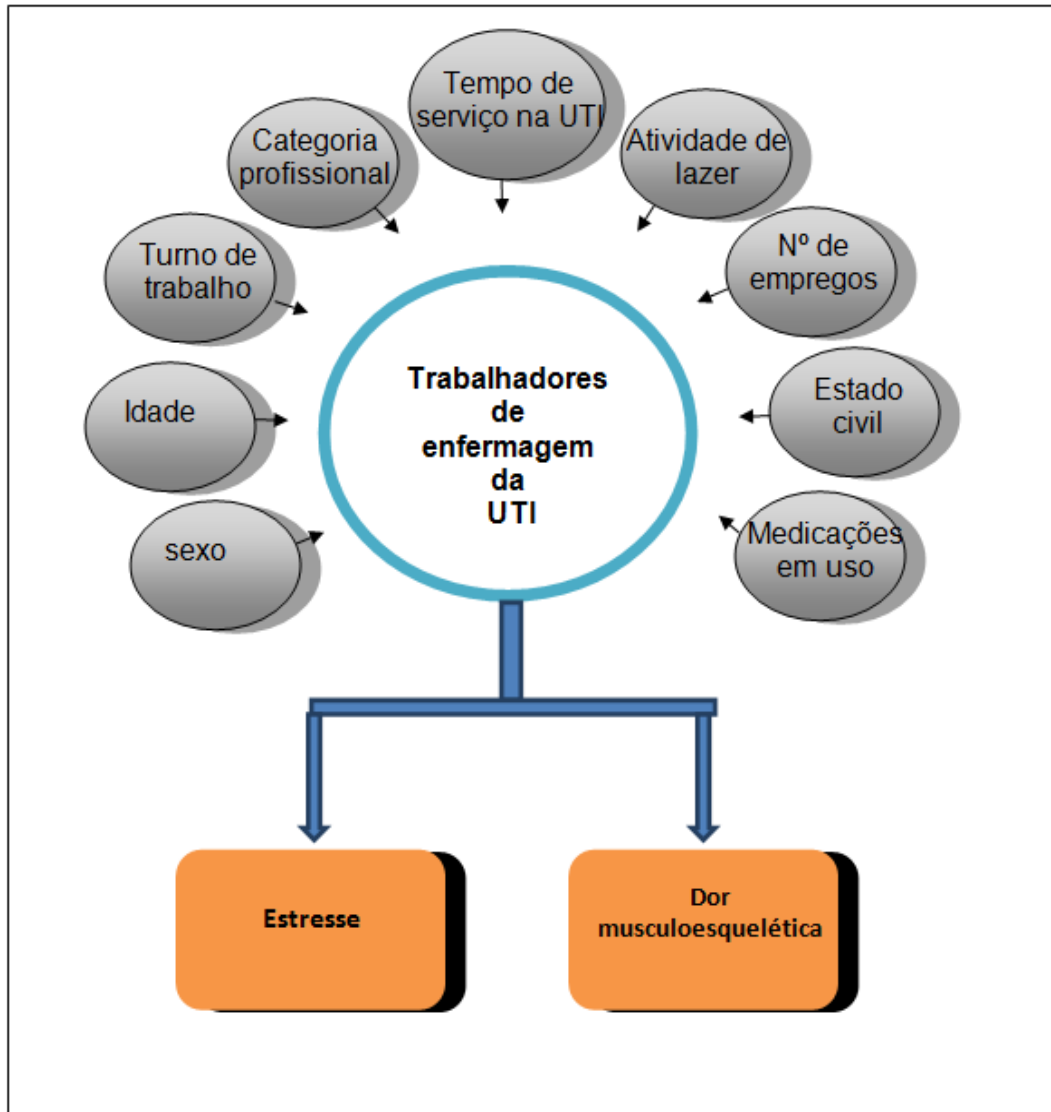 Tempo de
serviço na UTI
Categoria
profissional
Atividade de
lazer
Turno de
trabalho
Nº de
empregos
Idade
Estado
civil
sexo
Medicações
em uso
Trabalhadores
de
enfermagem
da
UTI
Estresse
Dor
musculoesquelética